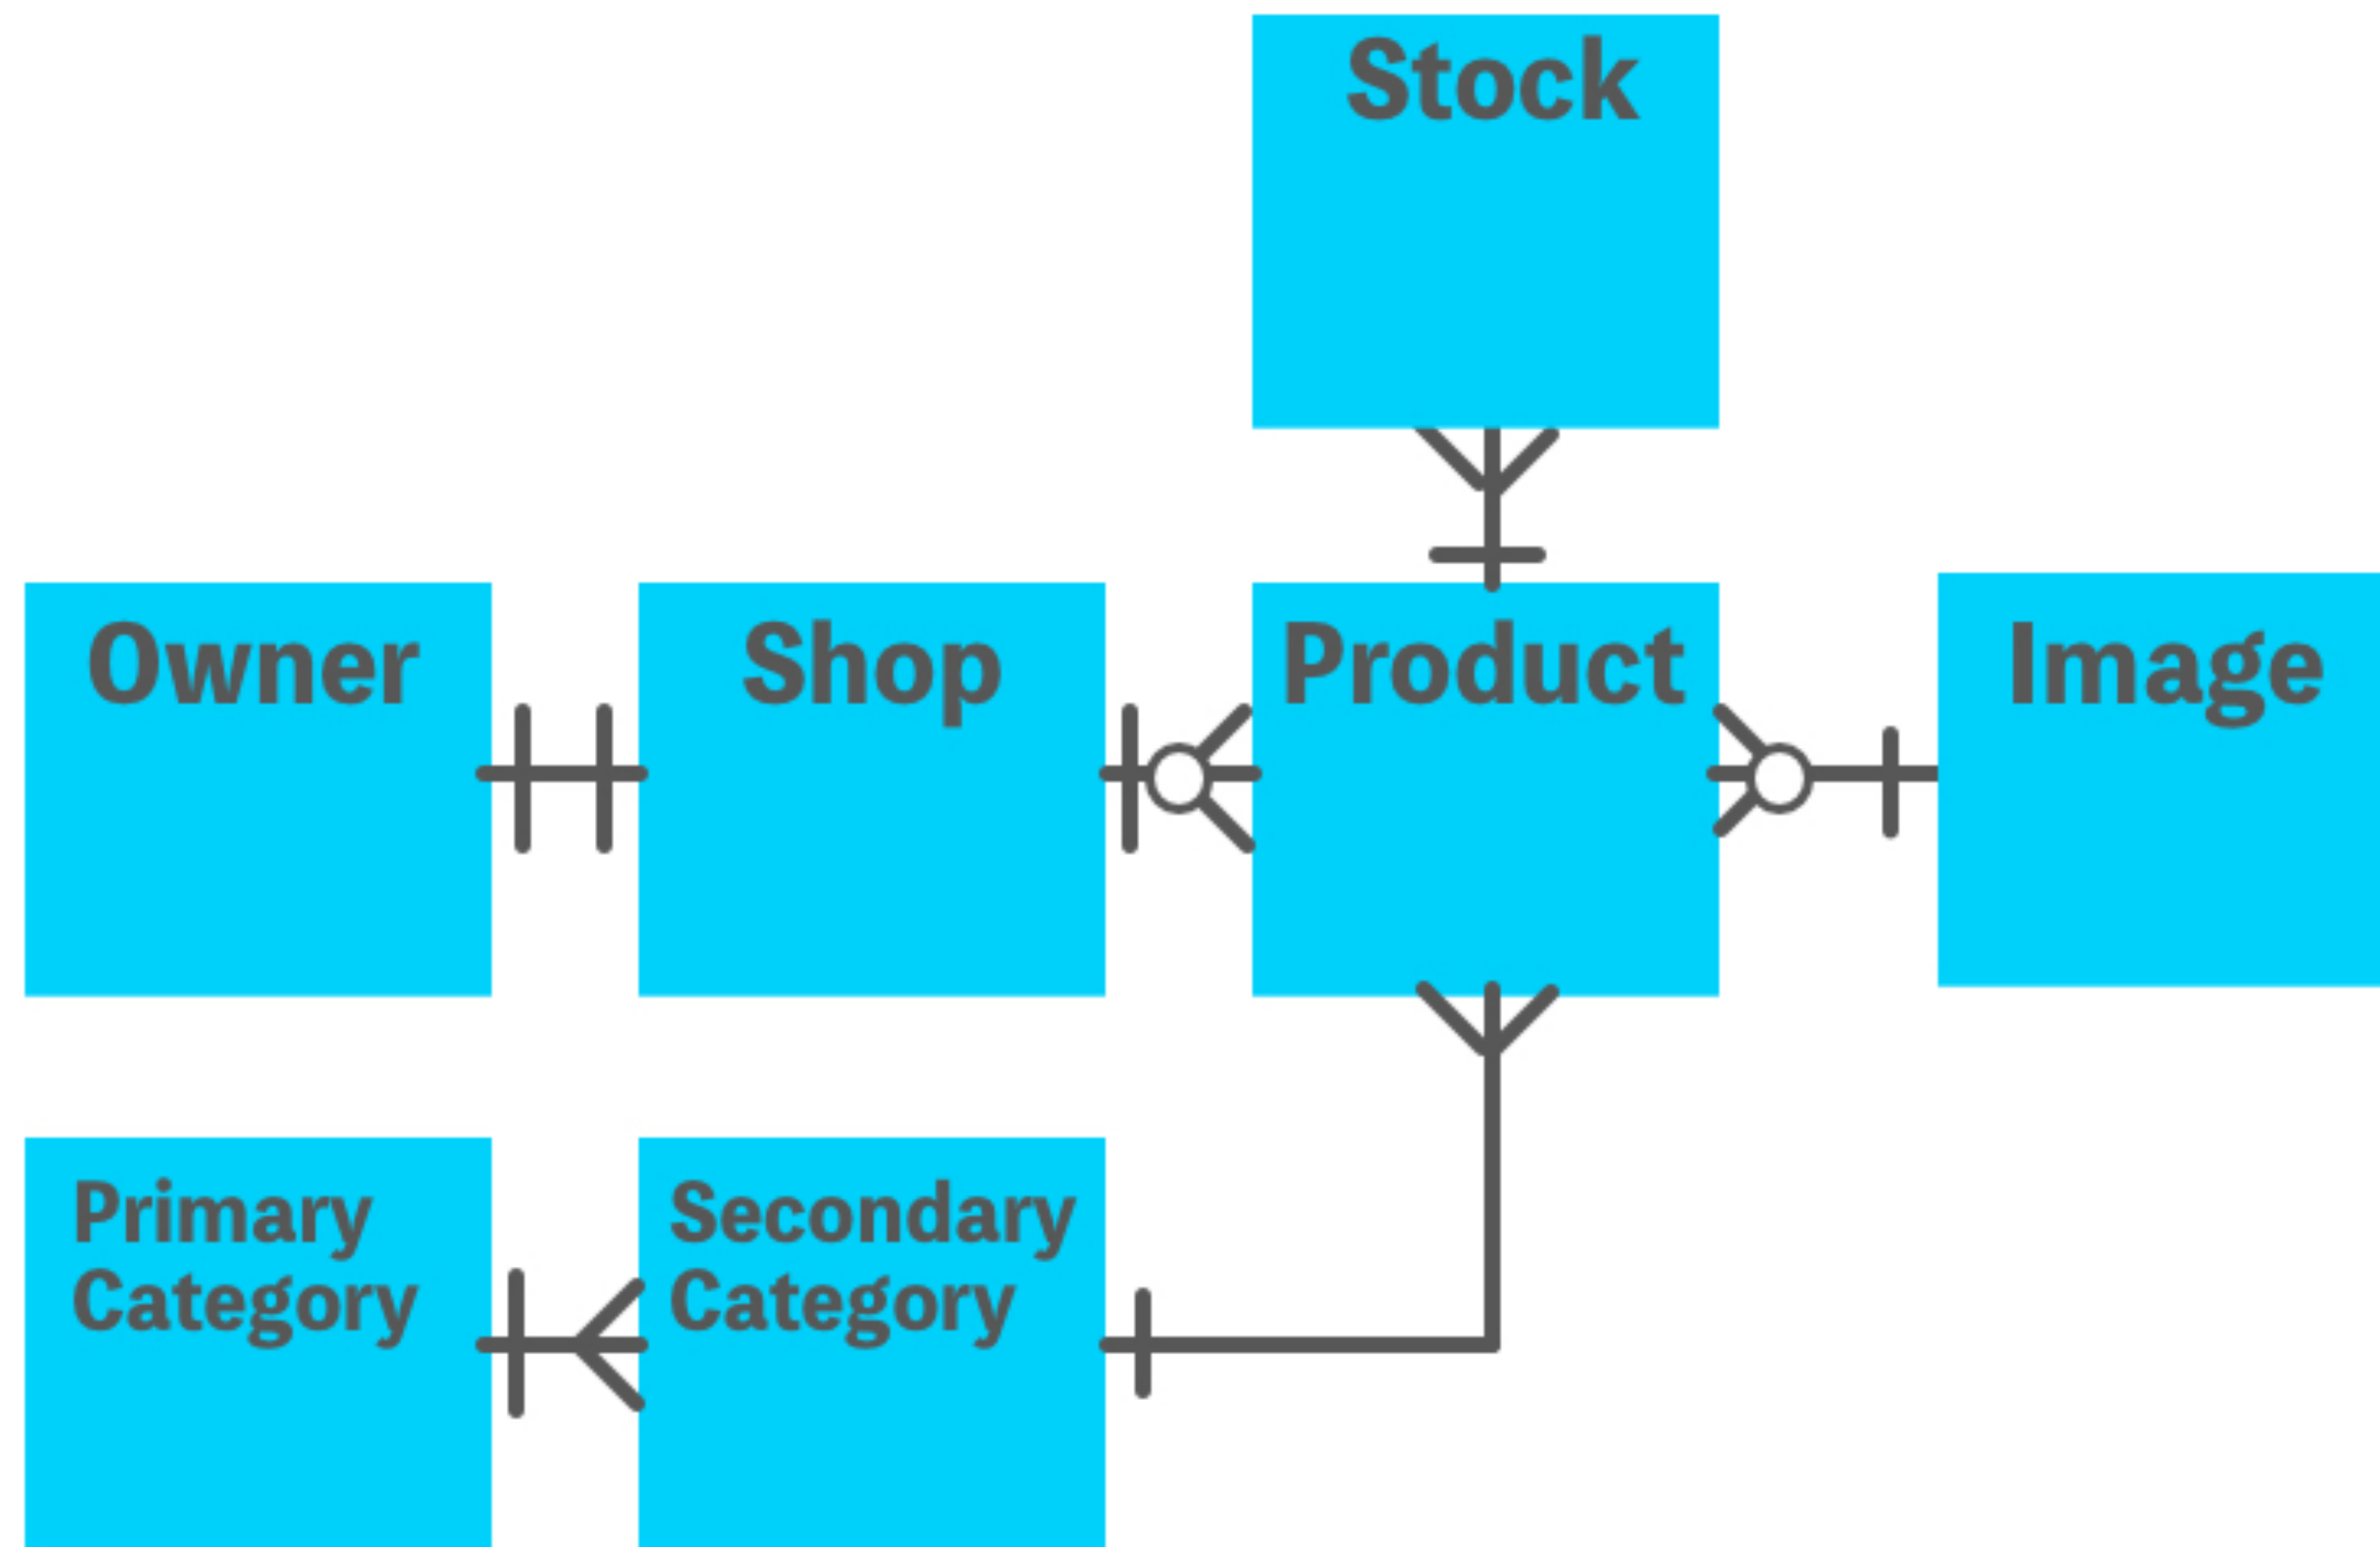 Stock
Owner
Shop
Product
Image
Primary
Category
Secondary
Category